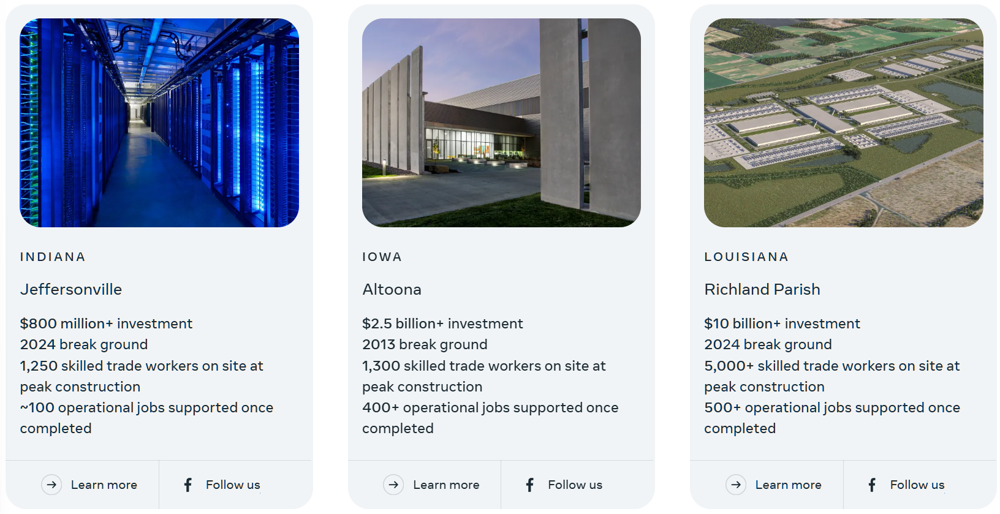 INDIANA
Jeffersonville
$800 million+ investment
2024 break ground
1,250 skilled trade workers on site at
peak construction
~100 operational jobs supported once
completed
Learn more
Follow us
IOWA
Altoona
$2.5 billion+ investment
2013 break ground
1,300 skilled trade workers on site at
peak construction
400+ operational jobs supported once
completed
Learn more
Follow us
LOUISIANA
Richland Parish
$10 billion+ investment
2024 break ground
5,000+ skilled trade workers on site at
peak construction
500+ operational jobs supported once
completed
Learn more
Follow us